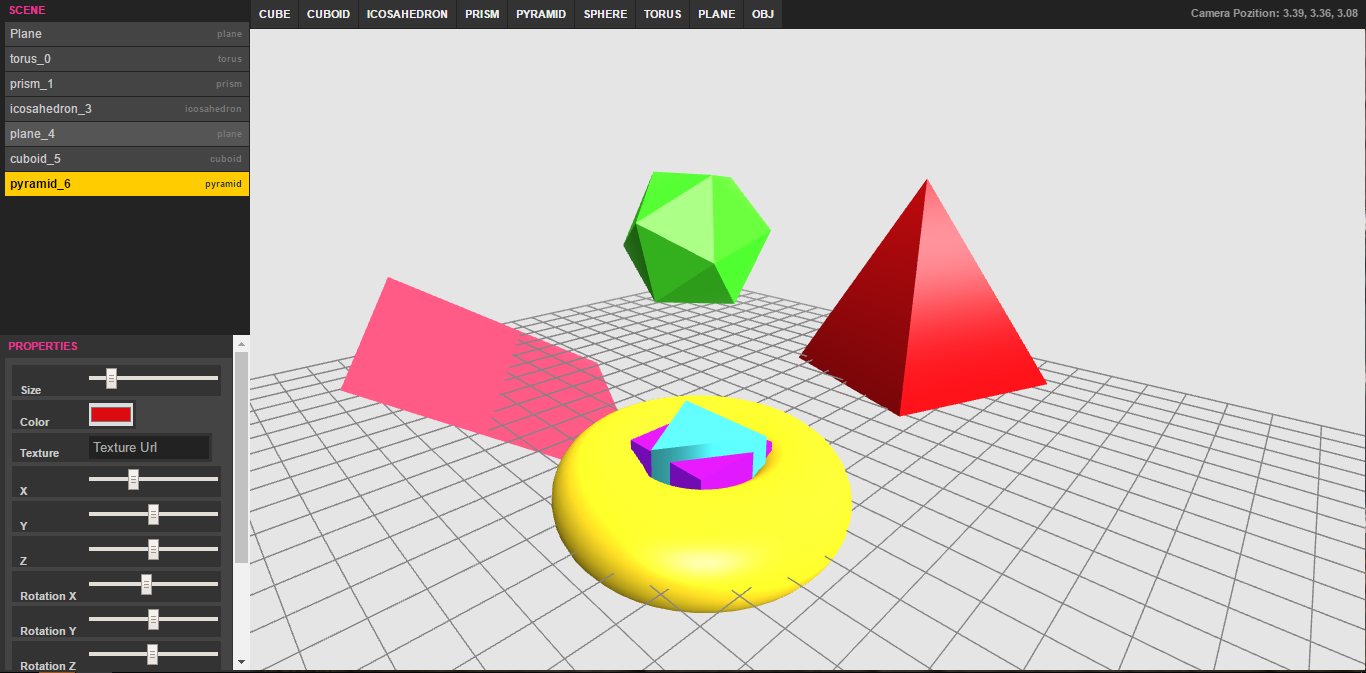 SCENE
Plane plane
torus_0 torus
prism_1 prism
icosahedron_3 icosahedron
plane_4 plane
cuboid_5 cuboid
pyramid_6 pyramid
CUBE CUBOID ICOSAHEDRON PRISM PYRAMID SPHERE TORUS PLANE OBJ
Camera Pozition: 3.39, 3.36, 3.08
PROPERTIES
Size
Color
Texture Texture Url
X
Y
Z
Rotation X
Rotation Y
Rotation Z